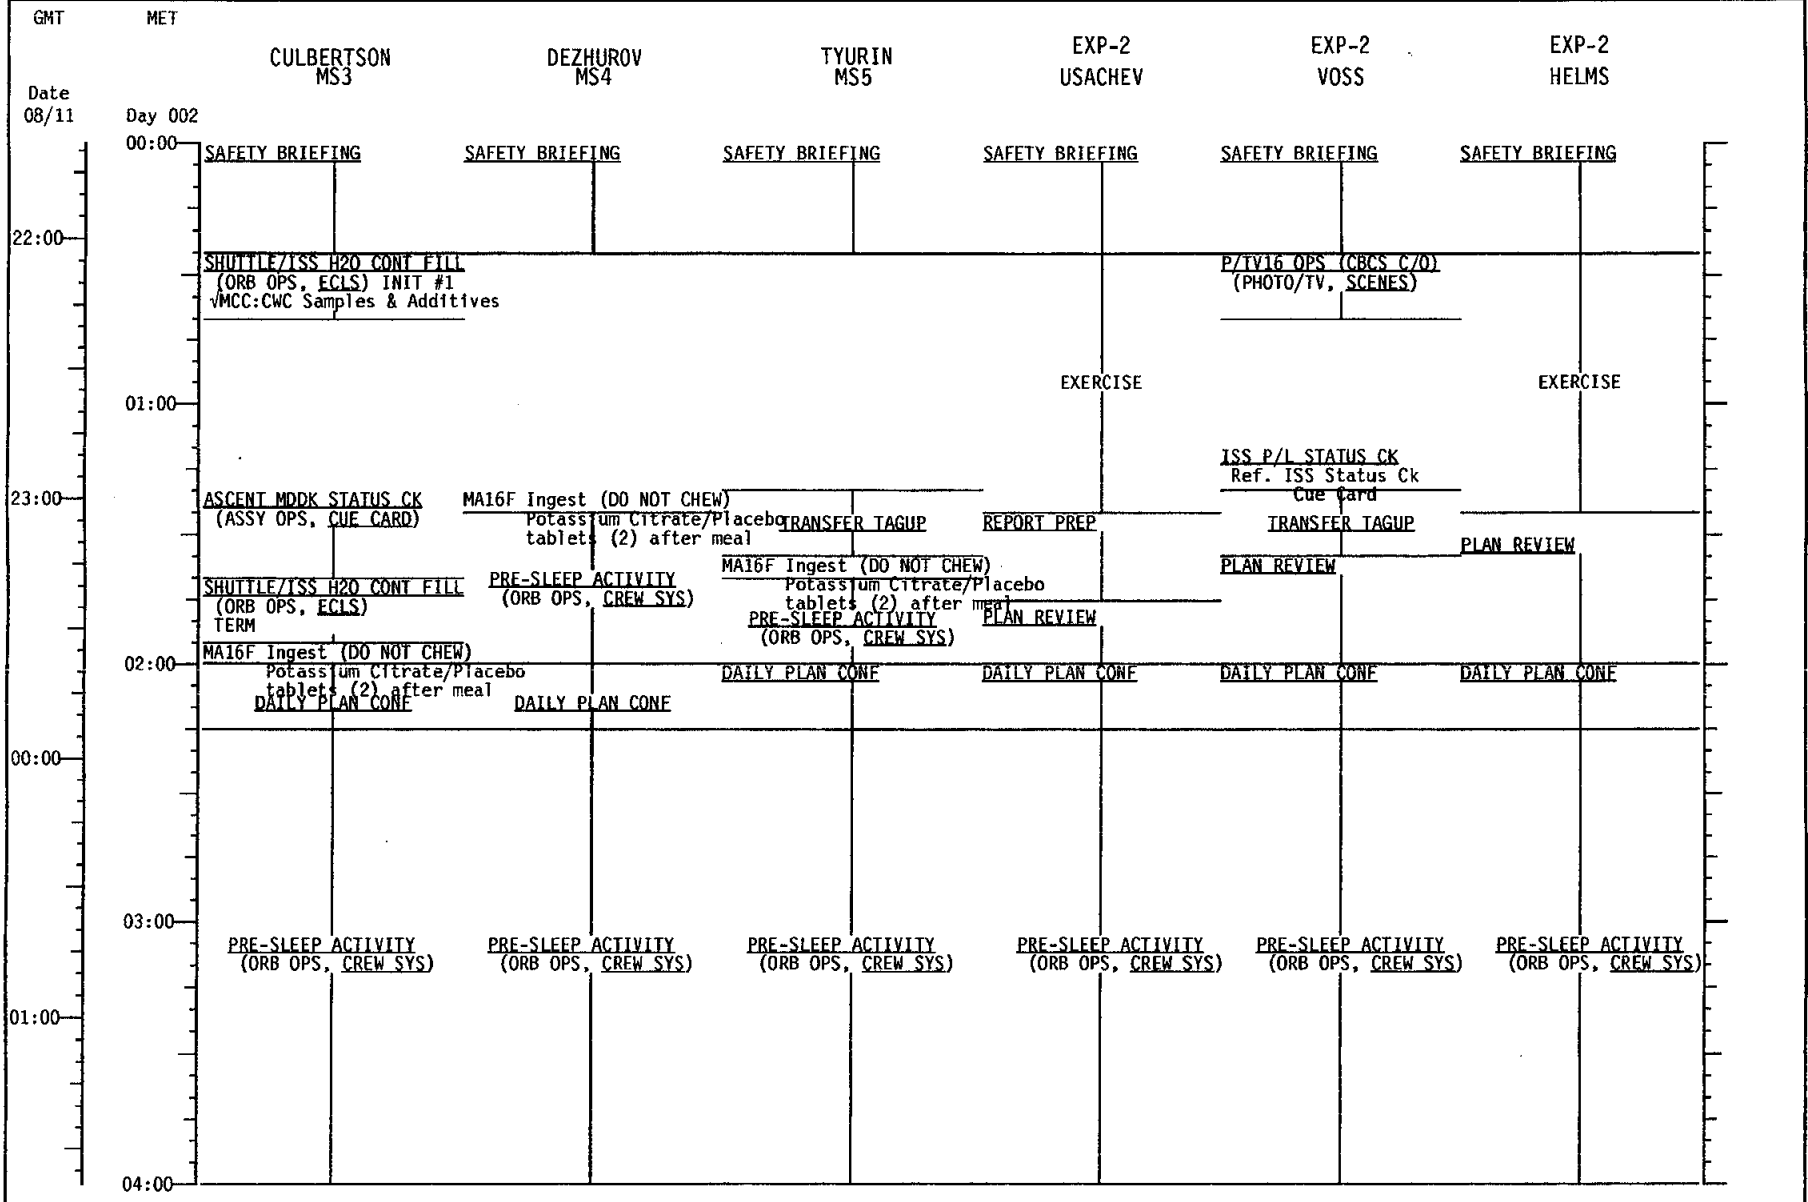 GMT MET
CULBERTSON DEZHUROV TYURIN EXP-2 EXP-2 EXP-2
MS3 MS4 MS5 USACHEV VOSS HELMS
Date
08/11 Day 002
00:00
SAFETY BRIEFING SAFETY BRIEFING SAFETY BRIEFING SAFETY BRIEFING SAFETY BRIEFING SAFETY BRIEFING
22:00
SHUTTLE/ISS H2O CONT FILL P/TV16 OPS (CBCS C/O)
(ORB OPS, ECLS) INIT #1 (PHOTO/TV, SCENES)
√MCC:CWC Samples & Additives
EXERCISE EXERCISE
01:00
ISS P/L STATUS CK
Ref. ISS Status Ck
Cue Card
23:00
ASCENT MDDK STATUS CK MA16F Ingest (DO NOT CHEW)
(ASSY OPS, CUE CARD) Potassium Citrate/Placebo TRANSFER TAGUP REPORT PREP TRANSFER TAGUP
tablets (2) after meal
PLAN REVIEW
MA16F Ingest (DO NOT CHEW) PLAN REVIEW
SHUTTLE/ISS H2O CONT FILL PRE-SLEEP ACTIVITY Potassium Citrate/Placebo
(ORB OPS, ECLS) (ORB OPS, CREW SYS) tablets (2) after meal
TERM PRE-SLEEP ACTIVITY PLAN REVIEW
(ORB OPS, CREW SYS)
MA16F Ingest (DO NOT CHEW)
02:00
Potassium Citrate/Placebo DAILY PLAN CONF DAILY PLAN CONF DAILY PLAN CONF DAILY PLAN CONF
tablets (2) after meal
DAILY PLAN CONF DAILY PLAN CONF
00:00
03:00
PRE-SLEEP ACTIVITY PRE-SLEEP ACTIVITY PRE-SLEEP ACTIVITY PRE-SLEEP ACTIVITY PRE-SLEEP ACTIVITY PRE-SLEEP ACTIVITY
(ORB OPS, CREW SYS) (ORB OPS, CREW SYS) (ORB OPS, CREW SYS) (ORB OPS, CREW SYS) (ORB OPS, CREW SYS) (ORB OPS, CREW SYS)
01:00
04:00